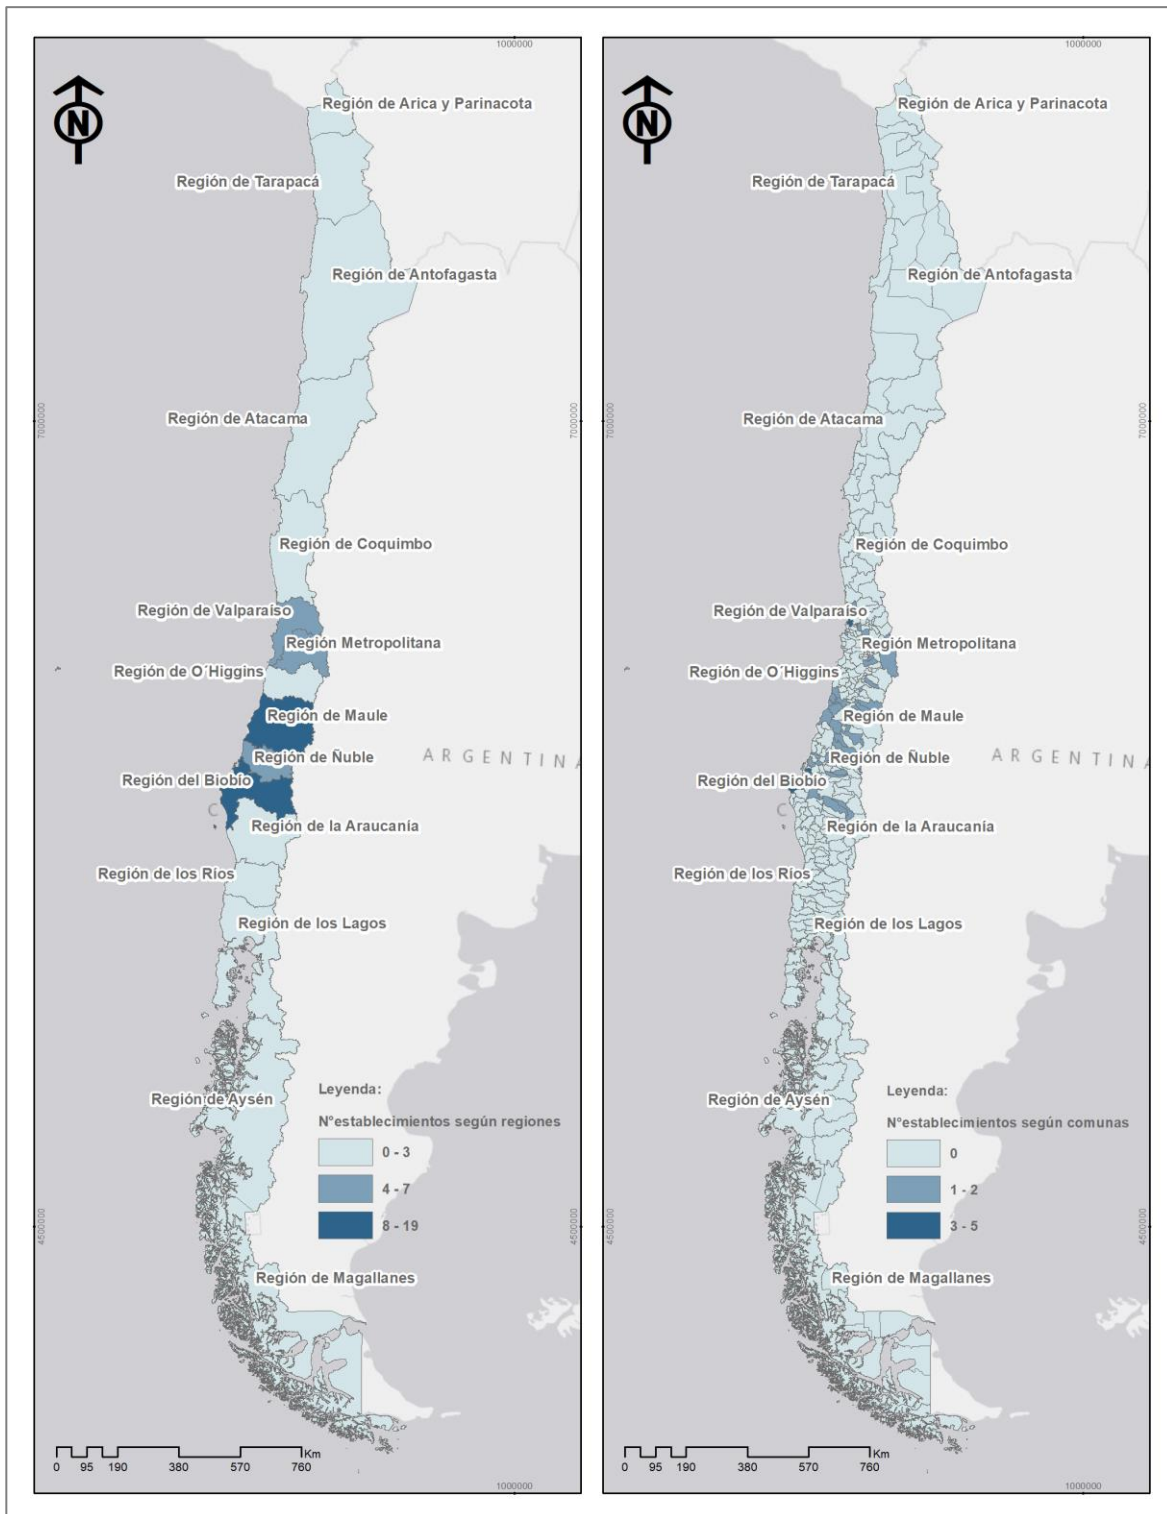 1000000
N
Región de Arica y Parinacota
Región de Tarapacá
Región de Antofagasta
7000000
7000000
Región de Atacama
Región de Coquimbo
Región de Valparaíso
Región Metropolitana
Región de O´Higgins
Región de Maule
Región de Ñuble
ARGENTINA
Región del Biobío
C
Región de la Araucanía
Región de los Ríos
Región de los Lagos
Región de Aysén
Leyenda:
N°establecimientos según regiones
0 - 3
4 - 7
8 - 19
4500000
4500000
Región de Magallanes
Km
0 95 190 380 570 760
1000000
1000000
N
Región de Arica y Parinacota
Región de Tarapacá
Región de Antofagasta
7000000
7000000
Región de Atacama
Región de Coquimbo
Región de Valparaíso
Región Metropolitana
Región de O´Higgins
Región de Maule
Región de Ñuble
ARGENTINA
Región del Biobío
C
Región de la Araucanía
Región de los Ríos
Región de los Lagos
Región de Aysén
Leyenda:
N°establecimientos según comunas
0
1 - 2
3 - 5
4500000
4500000
Región de Magallanes
Km
0 95 190 380 570 760
1000000